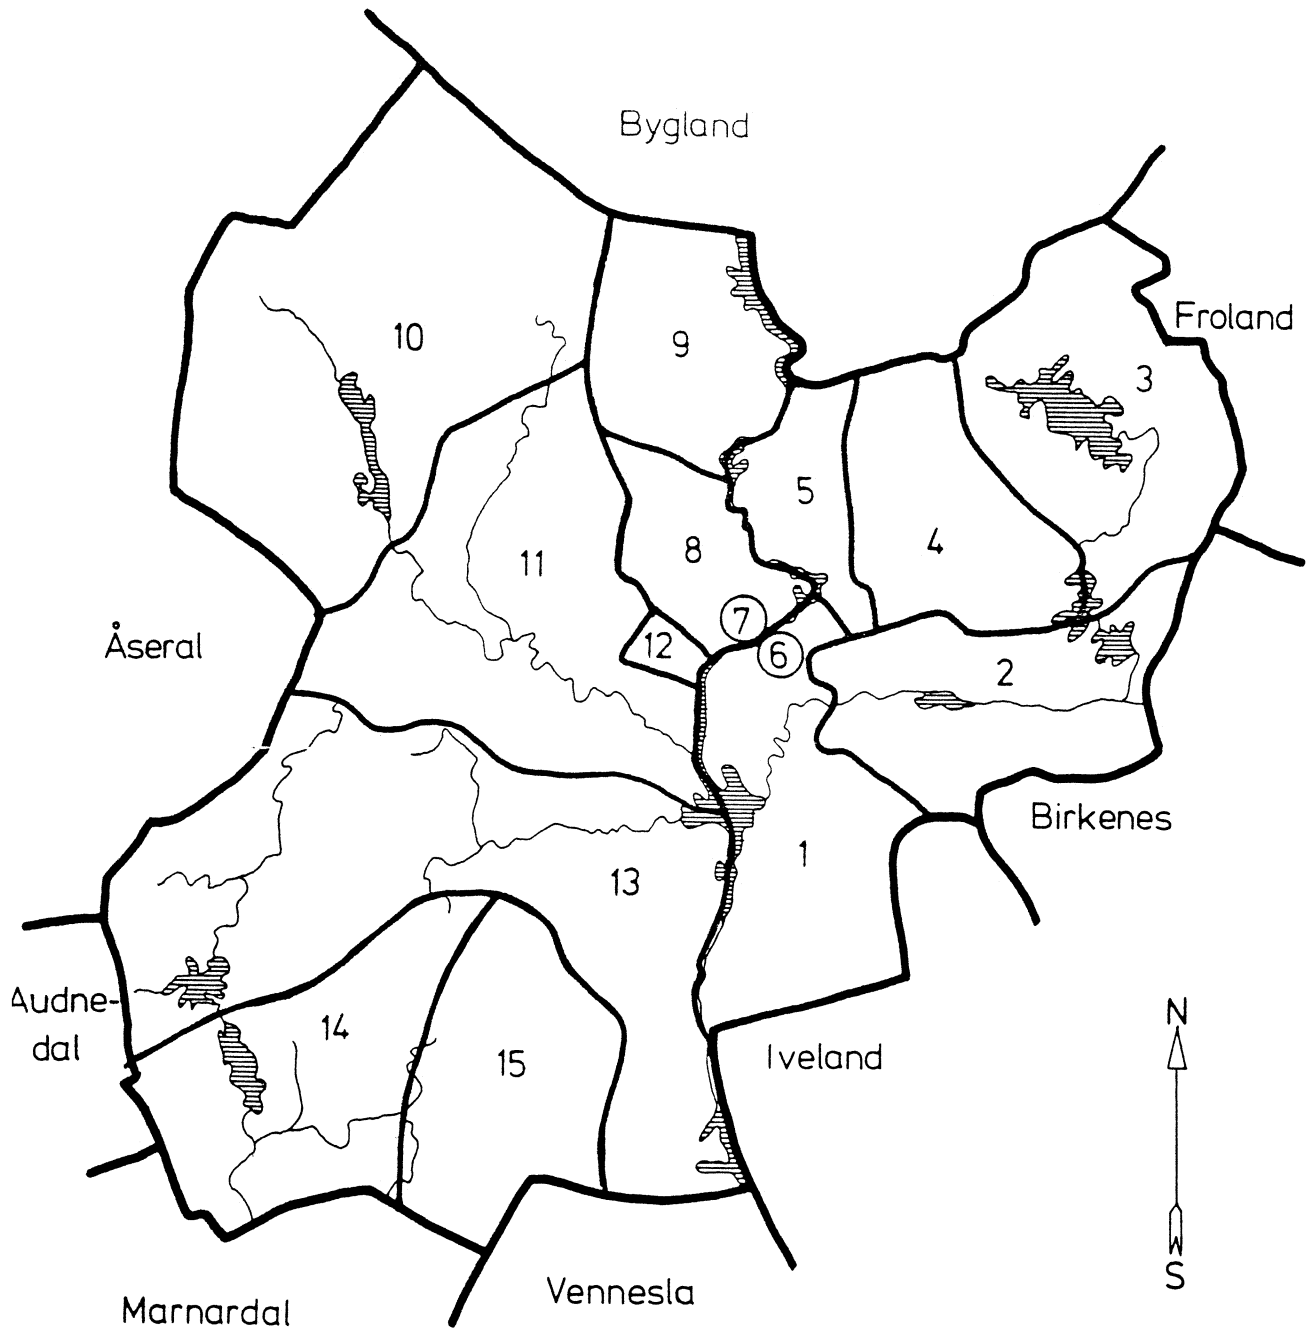 Bygland
Froland
10
9
3
5
4
8
11
7
12
6
Åseral
2
Birkenes
1
13
Audne-
dal
14
15
Iveland
N
S
Vennesla
Marnardal